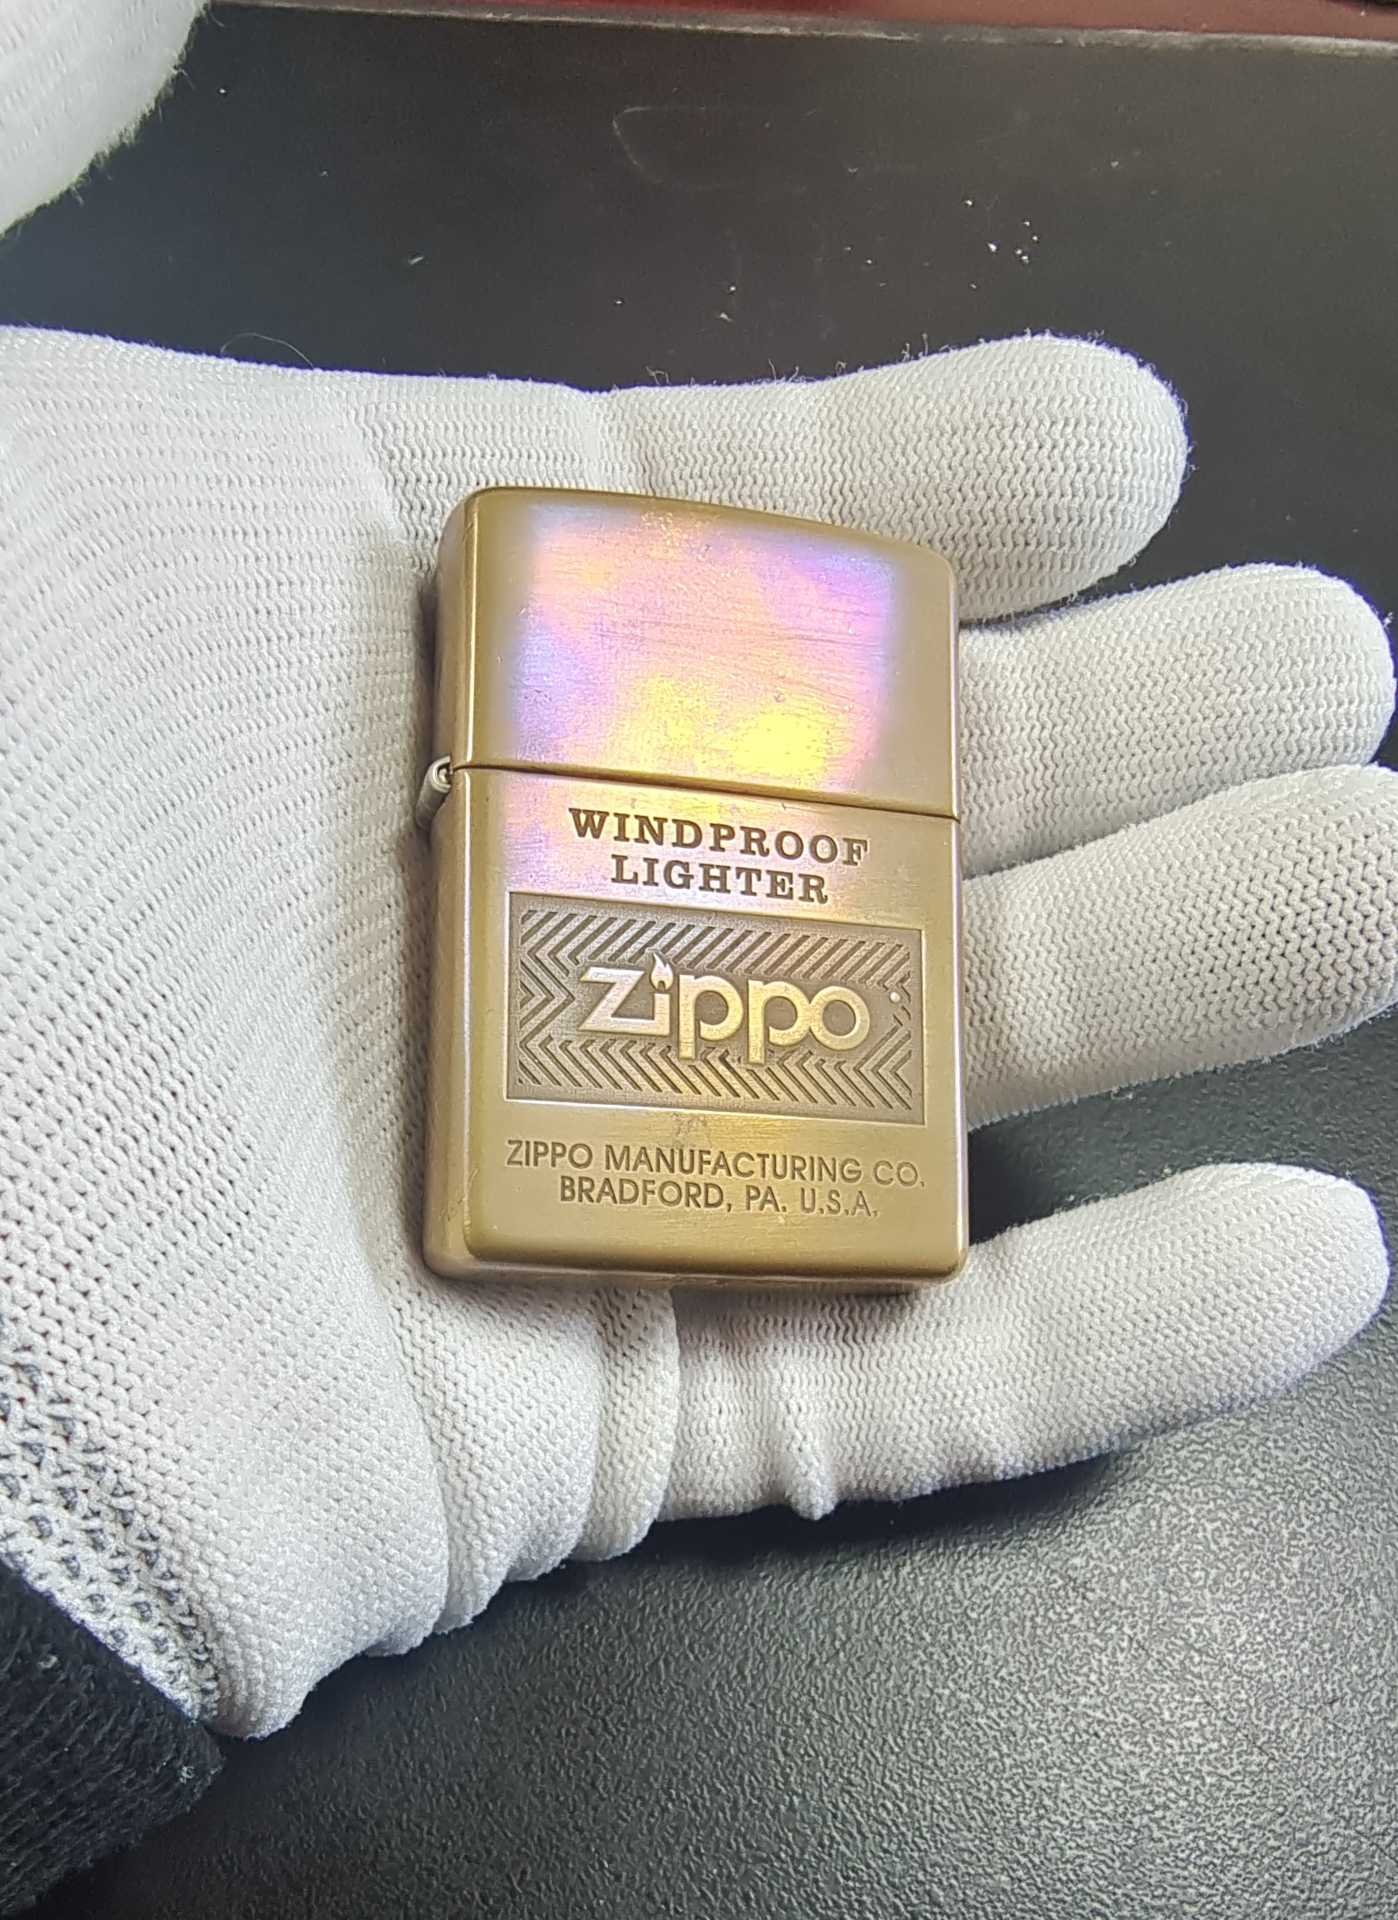 WINDPROOF
LIGHTER
Zippo
ZIPPO MANUFACTURING CO.
BRADFORD, PA. U.S.A.